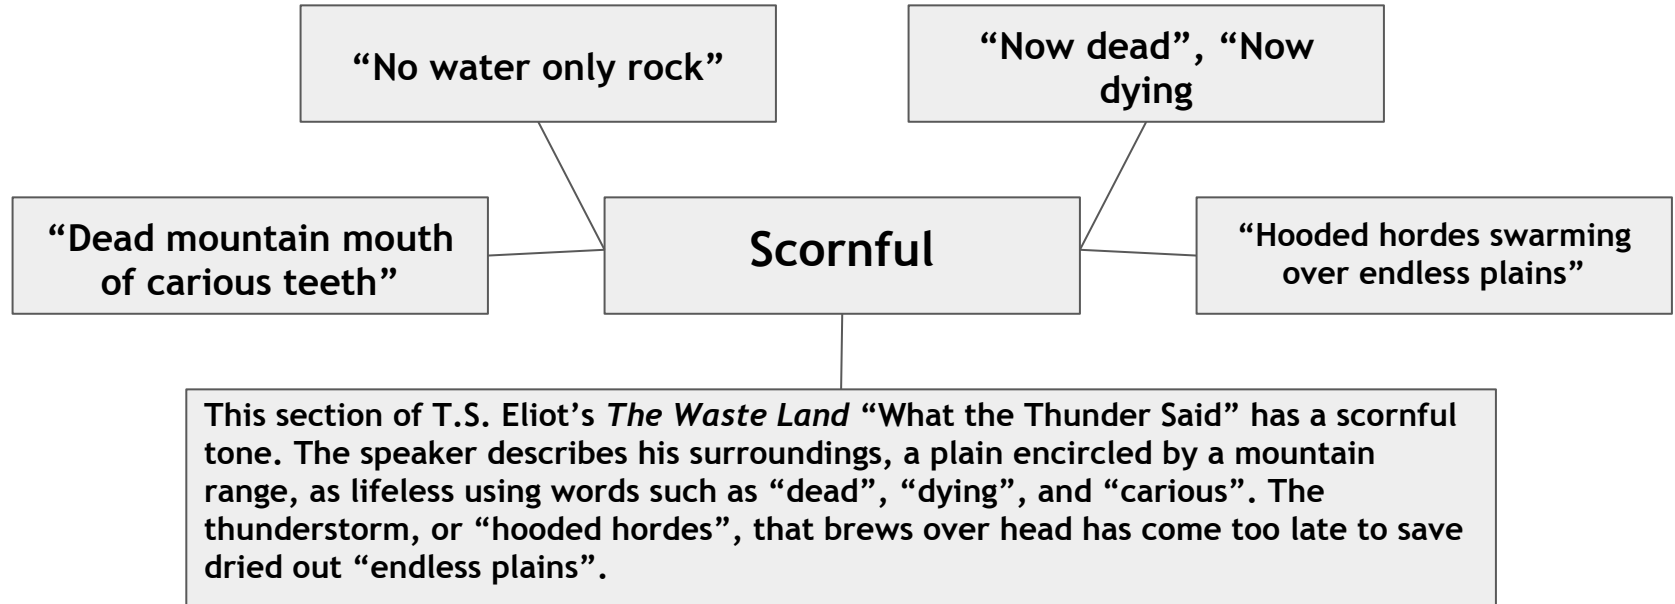 “No water only rock”
“Now dead”, “Now
dying
“Dead mountain mouth
of carious teeth”
Scornful
“Hooded hordes swarming
over endless plains”
This section of T.S. Eliot’s The Waste Land “What the Thunder Said” has a scornful
tone. The speaker describes his surroundings, a plain encircled by a mountain
range, as lifeless using words such as “dead”, “dying”, and “carious”. The
thunderstorm, or “hooded hordes”, that brews over head has come too late to save
dried out “endless plains”.